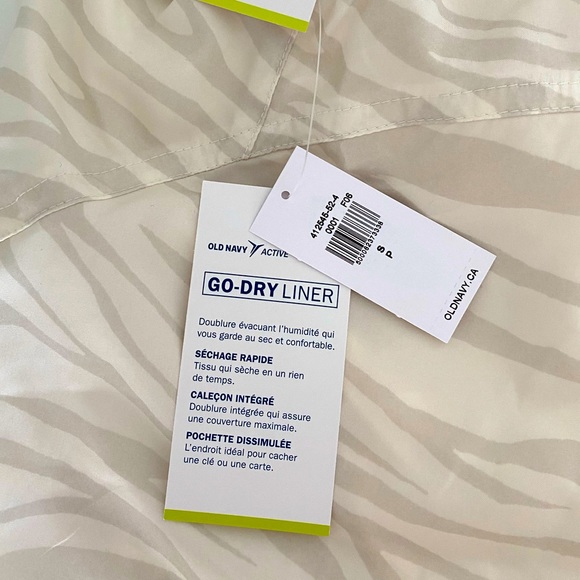 OLD NAVY ACTIVE
GO-DRY LINER
Doublure évacuant l'humidité qui
vous garde au sec et confortable.
SÉCHAGE RAPIDE
Tissu qui sèche en un rien
de temps.
CALEÇON INTÉGRÉ
Doublure intégrée qui assure
une couverture maximale.
POCHETTE DISSIMULÉE
L'endroit idéal pour cacher
une clé ou une carte.
412545-52-4 F06
0001
500082373338
S
P
OLDNAVY.CA